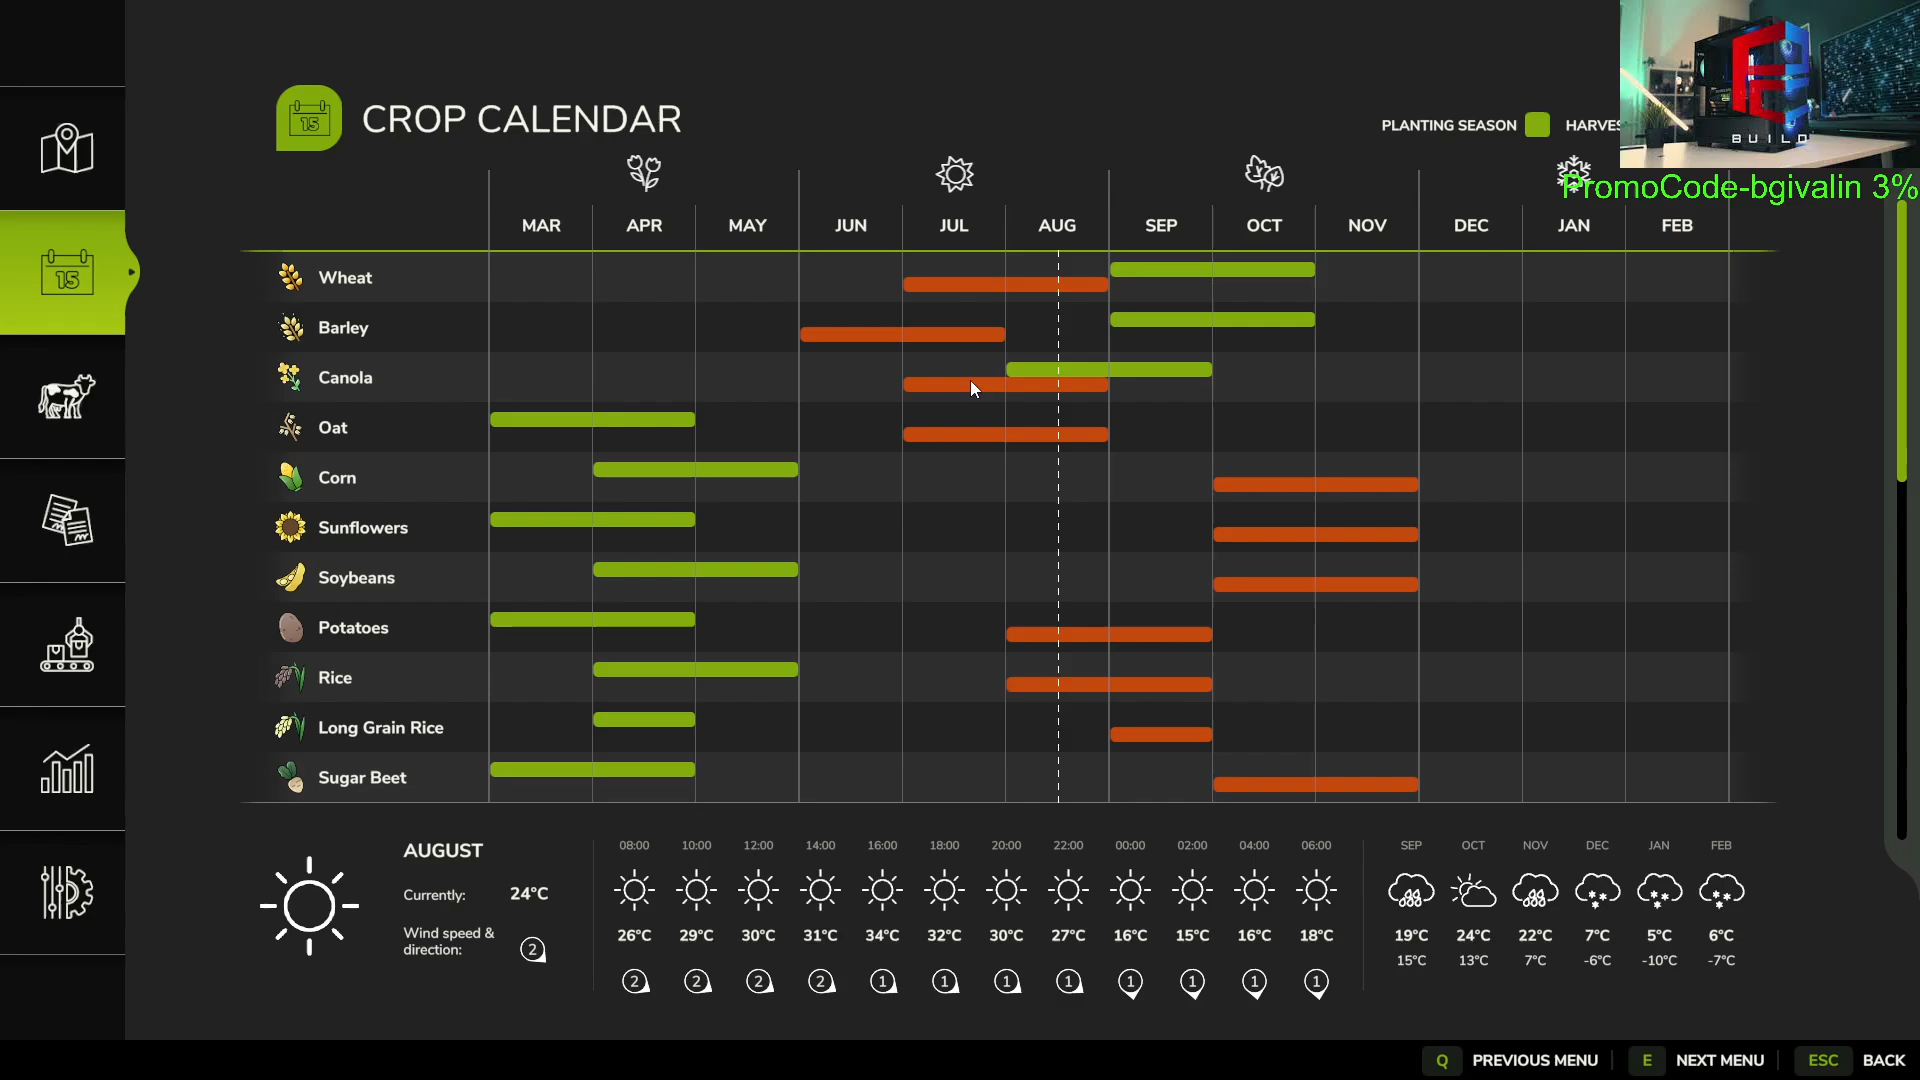 CROP CALENDAR
PLANTING SEASON
BUILD
PromoCode-bgivalin 3%
15
15
MAR APR MAY JUN JUL AUG SEP OCT NOV DEC JAN FEB
Wheat
Barley
Canola
Oat
Corn
Sunflowers
Soybeans
Potatoes
Rice
Long Grain Rice
Sugar Beet
AUGUST
Currently: 24°C
Wind speed &
direction: 2
08:00 10:00 12:00 14:00 16:00 18:00 20:00 22:00 00:00 02:00 04:00 06:00
26°C 29°C 30°C 31°C 34°C 32°C 30°C 27°C 16°C 15°C 16°C 18°C
2 2 2 2 1 1 1 1 1 1 1 1
SEP OCT NOV DEC JAN FEB
19°C 24°C 22°C 7°C 5°C 6°C
15°C 13°C 7°C -6°C -10°C -7°C
Q PREVIOUS MENU E NEXT MENU ESC BACK